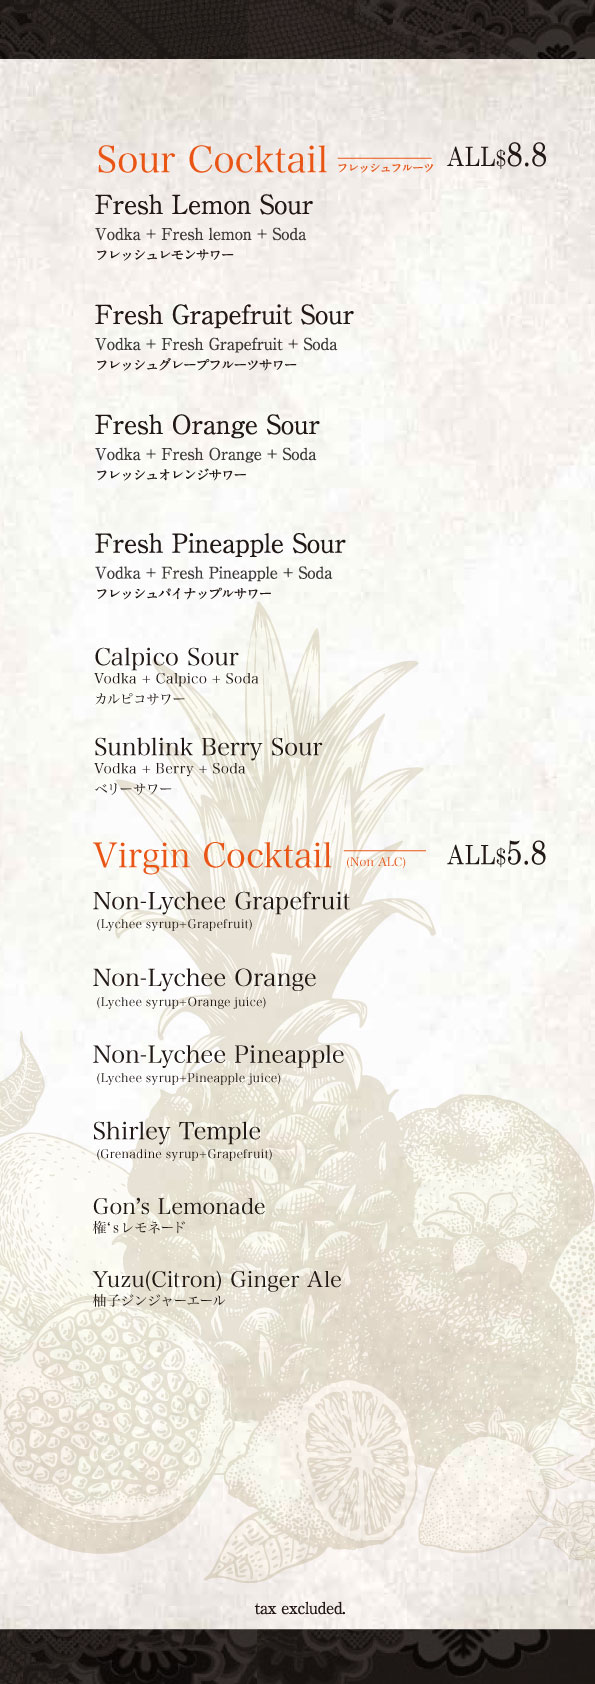 Sour Cocktail フレッシュフルーツ ALL$8.8
Fresh Lemon Sour
Vodka + Fresh lemon + Soda
フレッシュレモンサワー
Fresh Grapefruit Sour
Vodka + Fresh Grapefruit + Soda
フレッシュグレープフルーツサワー
Fresh Orange Sour
Vodka + Fresh Orange + Soda
フレッシュオレンジサワー
Fresh Pineapple Sour
Vodka + Fresh Pineapple + Soda
フレッシュパイナップルサワー
Calpico Sour
Vodka + Calpico + Soda
カルピコサワー
Sunblink Berry Sour
Vodka + Berry + Soda
ベリーサワー
Virgin Cocktail (Non ALC) ALL$5.8
Non-Lychee Grapefruit
(Lychee syrup+Grapefruit)
Non-Lychee Orange
(Lychee syrup+Orange juice)
Non-Lychee Pineapple
(Lychee syrup+Pineapple juice)
Shirley Temple
(Grenadine syrup+Grapefruit)
Gon’s Lemonade
権‘sレモネード
Yuzu(Citron) Ginger Ale
柚子ジンジャーエール
tax excluded.